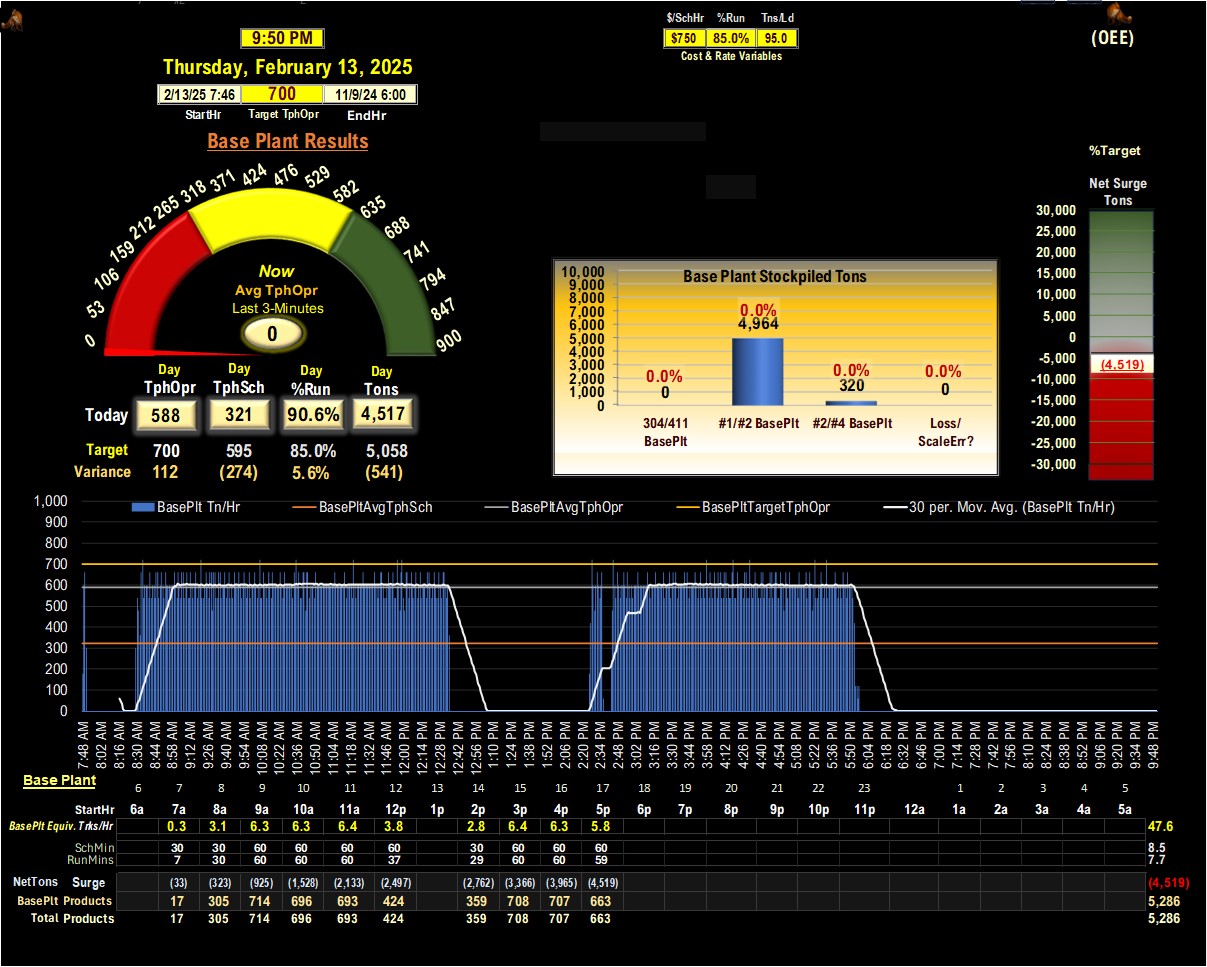 $/SchHr %Run Tns/Ld
9:50 PM
$750 85.0% 95.0
(OEE)
Cost & Rate Variables
Thursday, February 13, 2025
2/13/25 7:46 700 11/9/24 6:00
StartHr Target TphOpr EndHr
Base Plant Results
%Target
Net Surge
Tons
0 53 106 159 212 265 318 371 424 476 529 582 635 688 741 794 847 900
Now
Avg TphOpr
Last 3-Minutes
0
Day Day Day Day
TphOpr TphSch %Run Tons
Today 588 321 90.6% 4,517
Target 700 595 85.0% 5,058
Variance 112 (274) 5.6% (541)
Base Plant Stockpiled Tons
10,000
9,000
8,000
7,000
6,000
5,000
4,000
3,000
2,000
1,000
0
0.0% 0.0% 0.0% 0.0%
0 4,964 320 0
304/411 #1/#2 BasePlt #2/#4 BasePlt Loss/
BasePlt ScaleErr?
30,000
25,000
20,000
15,000
10,000
5,000
0
-5,000
(4,519)
-10,000
-15,000
-20,000
-25,000
-30,000
BasePlt Tn/Hr BasePltAvgTphSch BasePltAvgTphOpr BasePltTargetTphOpr 30 per. Mov. Avg. (BasePlt Tn/Hr)
1,000
900
800
700
600
500
400
300
200
100
0
7:48 AM 8:02 AM 8:16 AM 8:30 AM 8:44 AM 8:58 AM 9:12 AM 9:26 AM 9:40 AM 9:54 AM 10:08 AM 10:22 AM 10:36 AM 10:50 AM 11:04 AM 11:18 AM 11:32 AM 11:46 AM 12:00 PM 12:14 PM 12:28 PM 12:42 PM 12:56 PM 1:10 PM 1:24 PM 1:38 PM 1:52 PM 2:06 PM 2:20 PM 2:34 PM 2:48 PM 3:02 PM 3:16 PM 3:30 PM 3:44 PM 3:58 PM 4:12 PM 4:26 PM 4:40 PM 4:54 PM 5:08 PM 5:22 PM 5:36 PM 5:50 PM 6:04 PM 6:18 PM 6:32 PM 6:46 PM 7:00 PM 7:14 PM 7:28 PM 7:42 PM 7:56 PM 8:10 PM 8:24 PM 8:38 PM 8:52 PM 9:06 PM 9:20 PM 9:34 PM 9:48 PM
Base Plant
6 7 8 9 10 11 12 13 14 15 16 17 18 19 20 21 22 23 1 2 3 4 5
StartHr 6a 7a 8a 9a 10a 11a 12p 1p 2p 3p 4p 5p 6p 7p 8p 9p 10p 11p 12a 1a 2a 3a 4a 5a
BasePlt Equiv. Trks/Hr 0.3 3.1 6.3 6.3 6.4 3.8 2.8 6.4 6.3 5.8 47.6
SchMin 30 30 60 60 60 60 30 60 60 60 8.5
RunMins 7 30 60 60 60 37 29 60 60 59 7.7
NetTons Surge (33) (323) (925) (1,528) (2,133) (2,497) (2,762) (3,366) (3,965) (4,519) (4,519)
BasePlt Products 17 305 714 696 693 424 359 708 707 663 5,286
Total Products 17 305 714 696 693 424 359 708 707 663 5,286